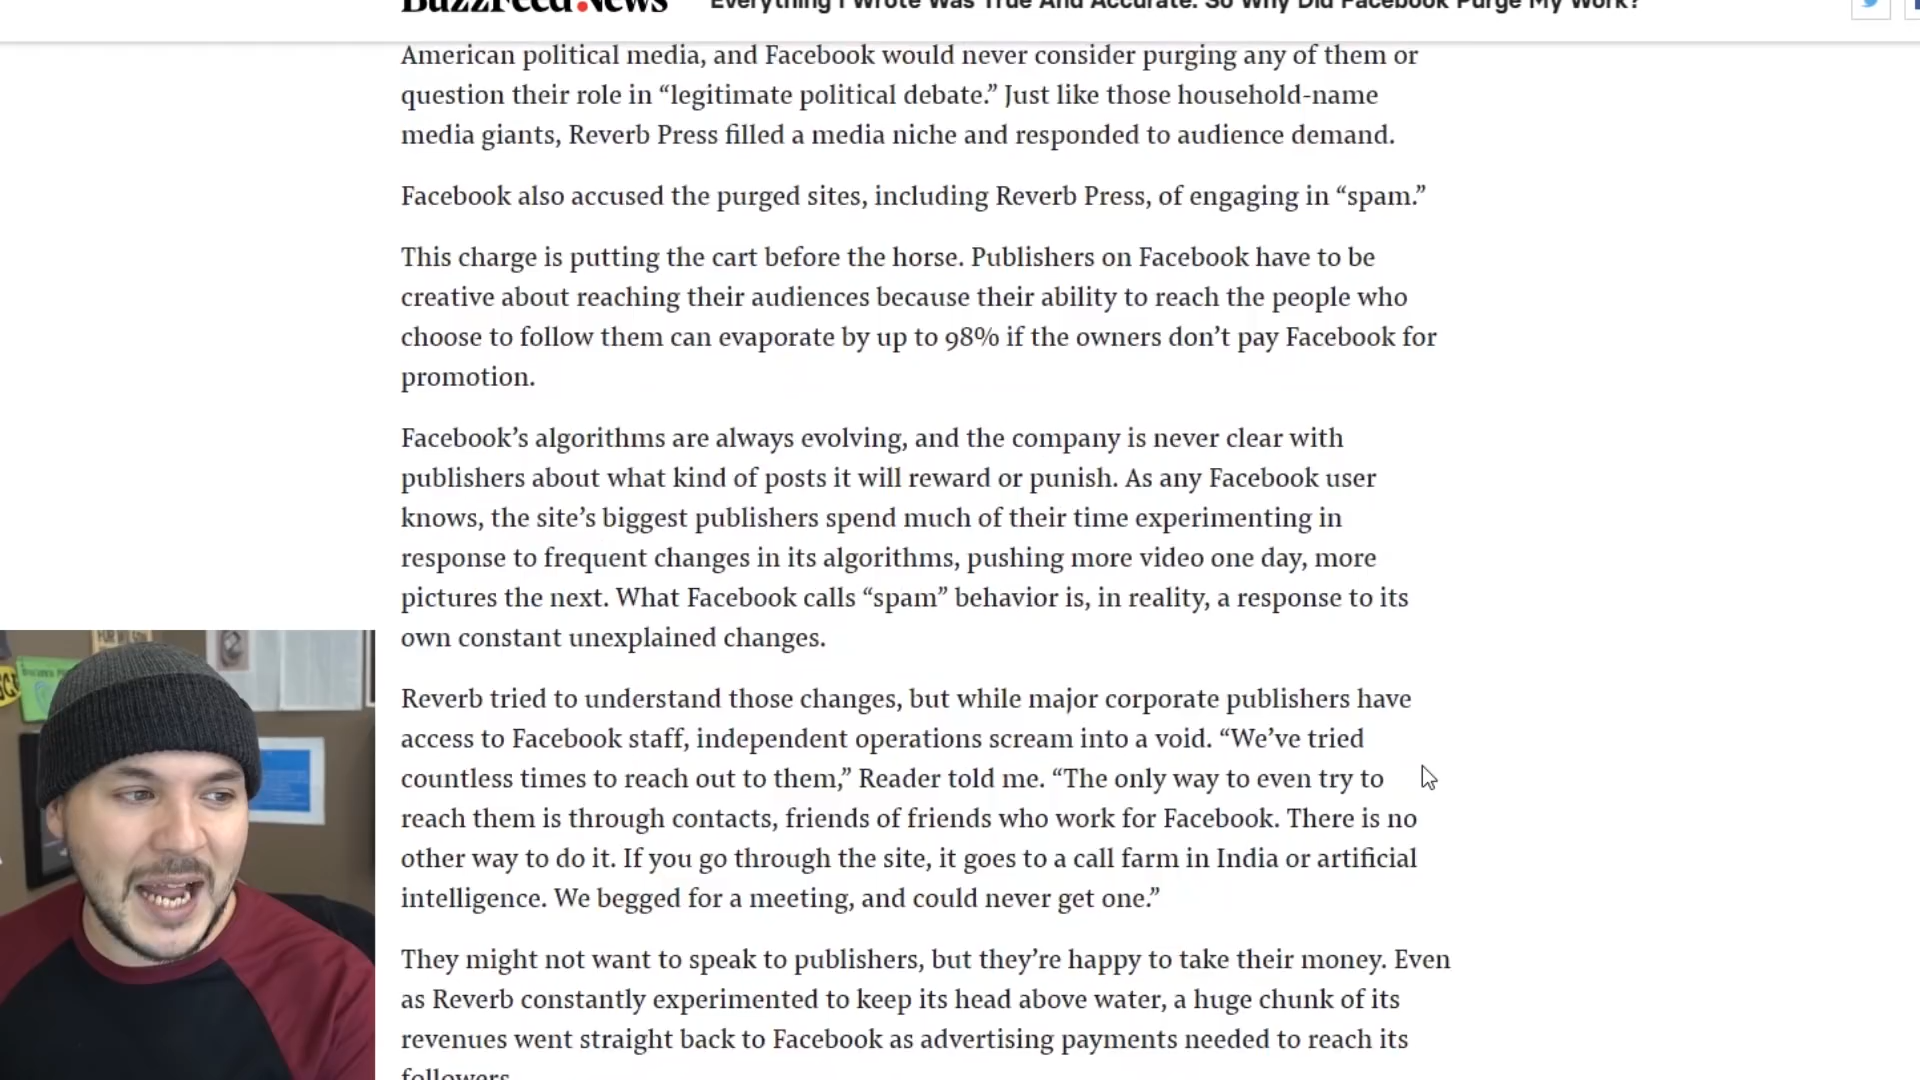 BuzzFeed News Everything I Wrote Was True And Accurate. So Why Did Facebook Purge My Work?
American political media, and Facebook would never consider purging any of them or
question their role in “legitimate political debate.” Just like those household-name
media giants, Reverb Press filled a media niche and responded to audience demand.
Facebook also accused the purged sites, including Reverb Press, of engaging in “spam.”
This charge is putting the cart before the horse. Publishers on Facebook have to be
creative about reaching their audiences because their ability to reach the people who
choose to follow them can evaporate by up to 98% if the owners don’t pay Facebook for
promotion.
Facebook’s algorithms are always evolving, and the company is never clear with
publishers about what kind of posts it will reward or punish. As any Facebook user
knows, the site’s biggest publishers spend much of their time experimenting in
response to frequent changes in its algorithms, pushing more video one day, more
pictures the next. What Facebook calls “spam” behavior is, in reality, a response to its
own constant unexplained changes.
Reverb tried to understand those changes, but while major corporate publishers have
access to Facebook staff, independent operations scream into a void. “We’ve tried
countless times to reach out to them,” Reader told me. “The only way to even try to
reach them is through contacts, friends of friends who work for Facebook. There is no
other way to do it. If you go through the site, it goes to a call farm in India or artificial
intelligence. We begged for a meeting, and could never get one.”
They might not want to speak to publishers, but they’re happy to take their money. Even
as Reverb constantly experimented to keep its head above water, a huge chunk of its
revenues went straight back to Facebook as advertising payments needed to reach its
followers.